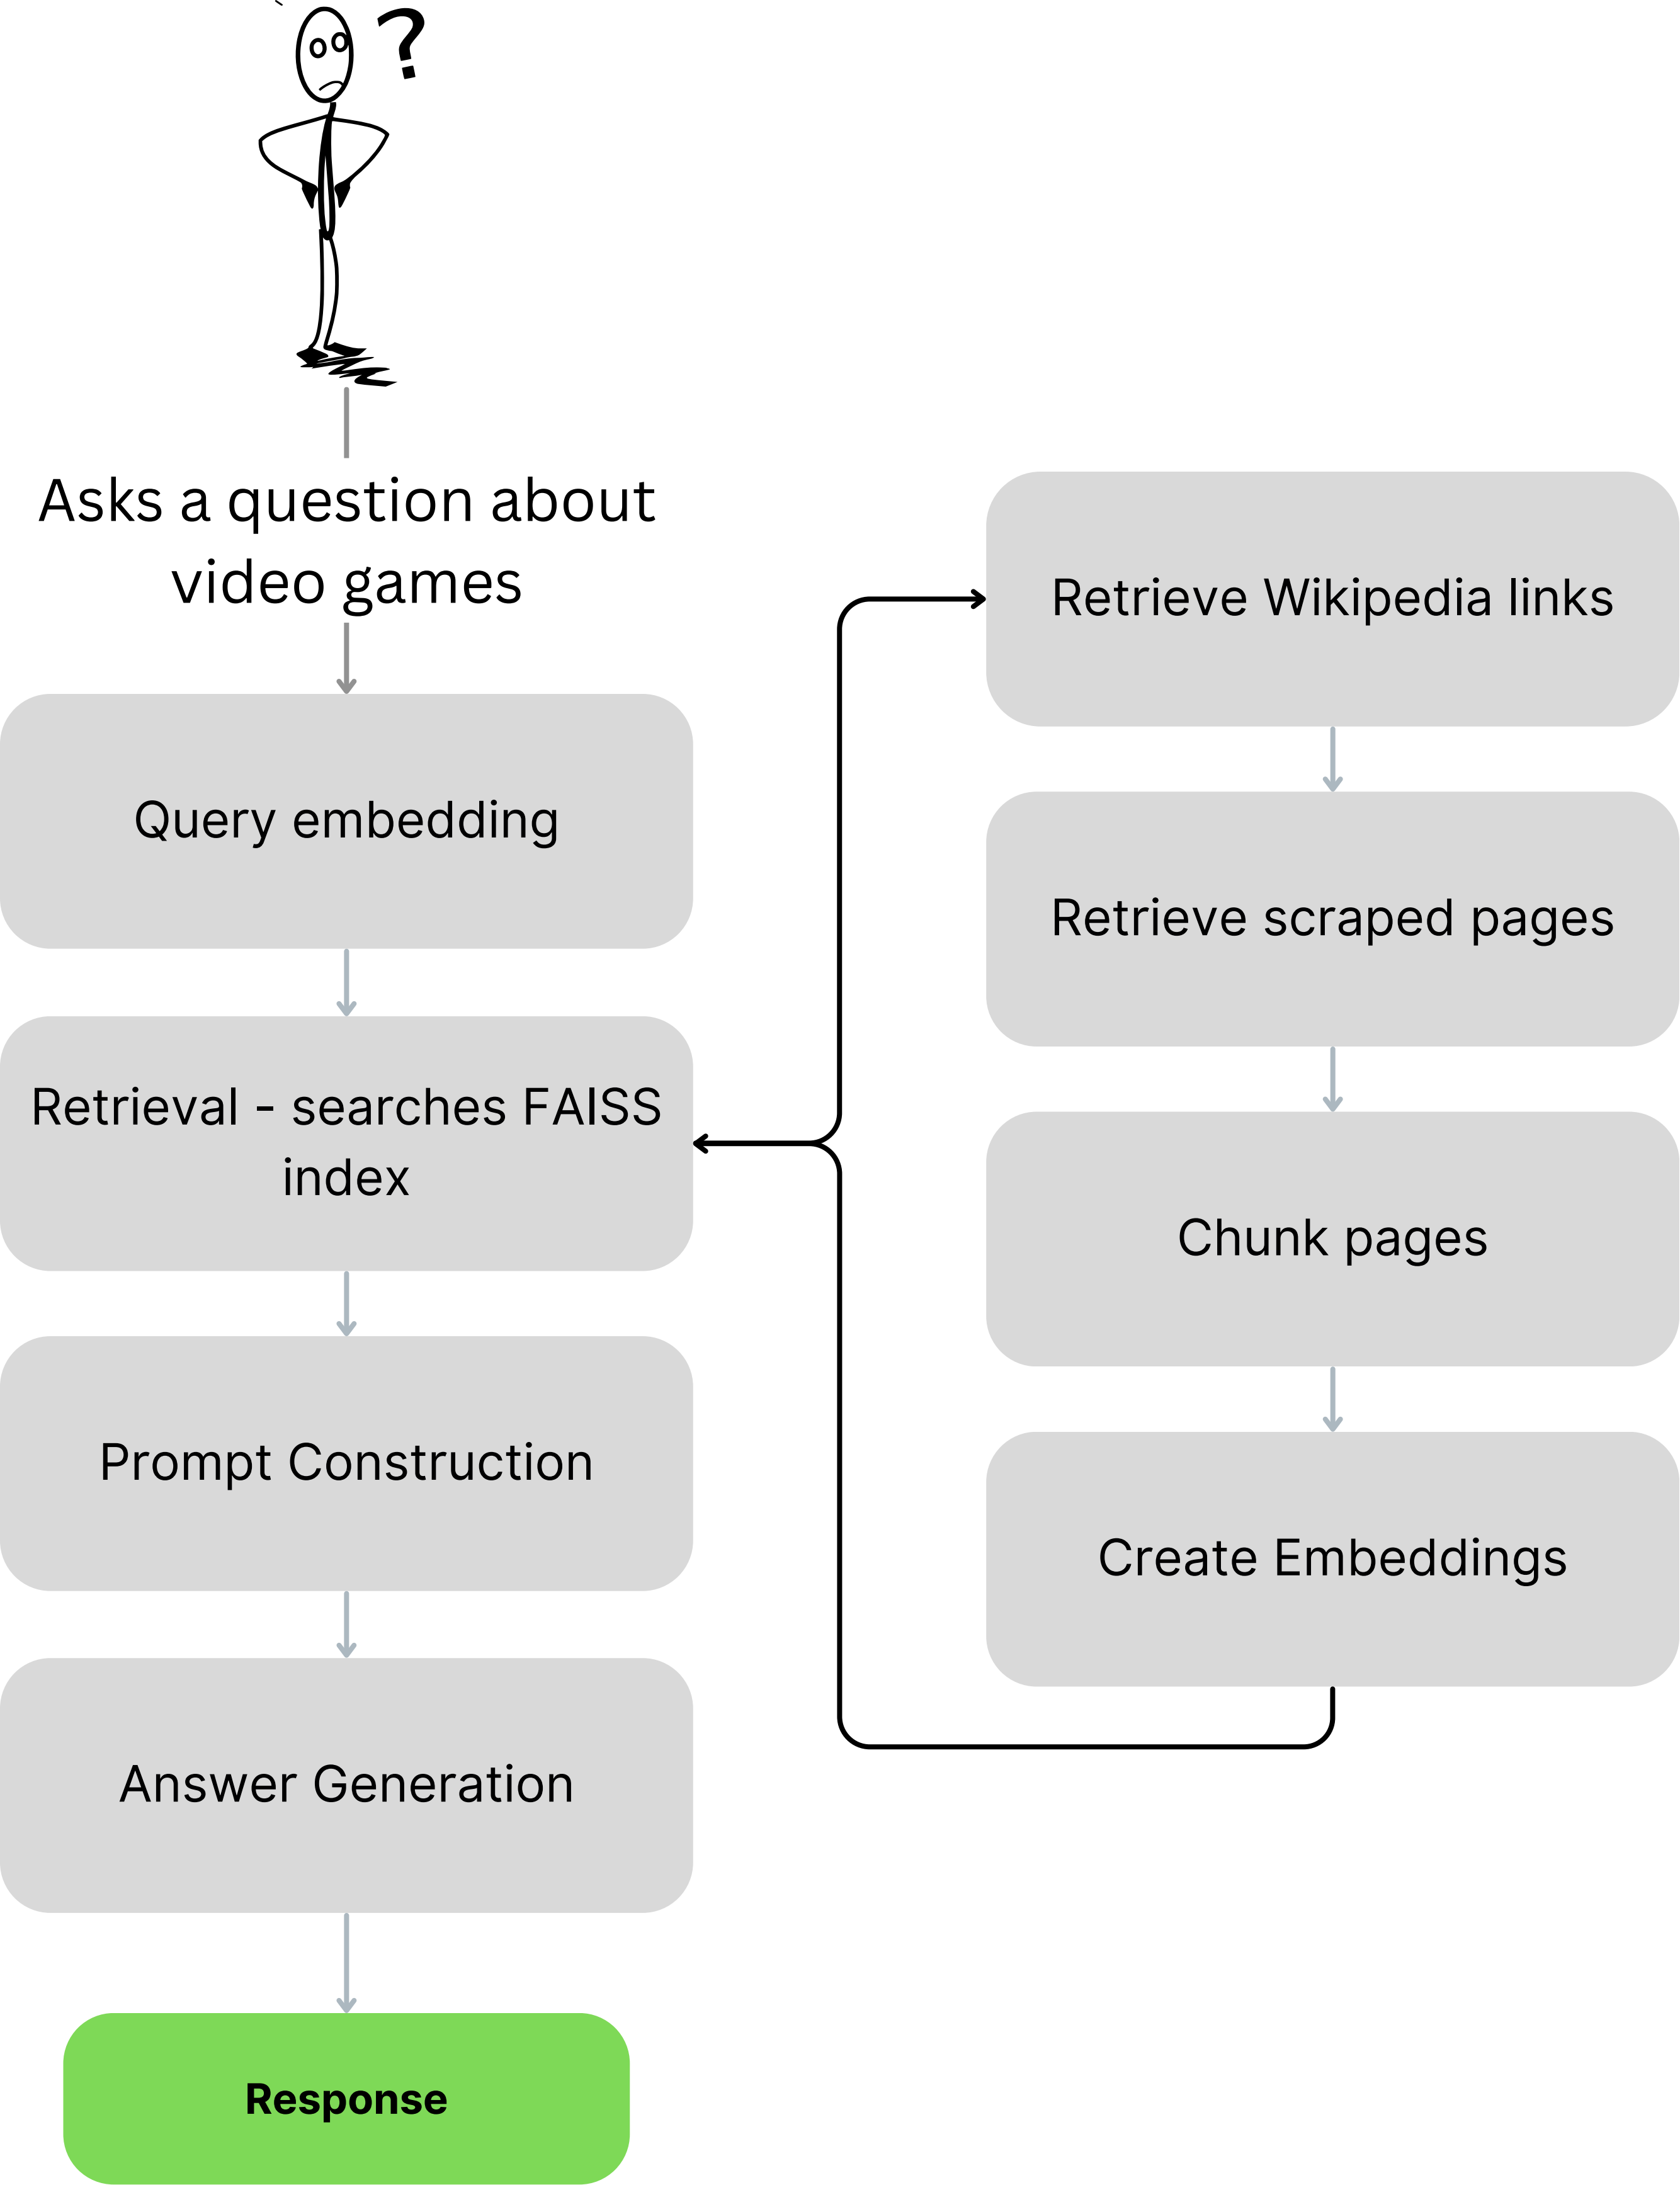 ?
Asks a question about
video games
Query embedding
Retrieval - searches FAISS
index
Prompt Construction
Answer Generation
Response
Retrieve Wikipedia links
Retrieve scraped pages
Chunk pages
Create Embeddings